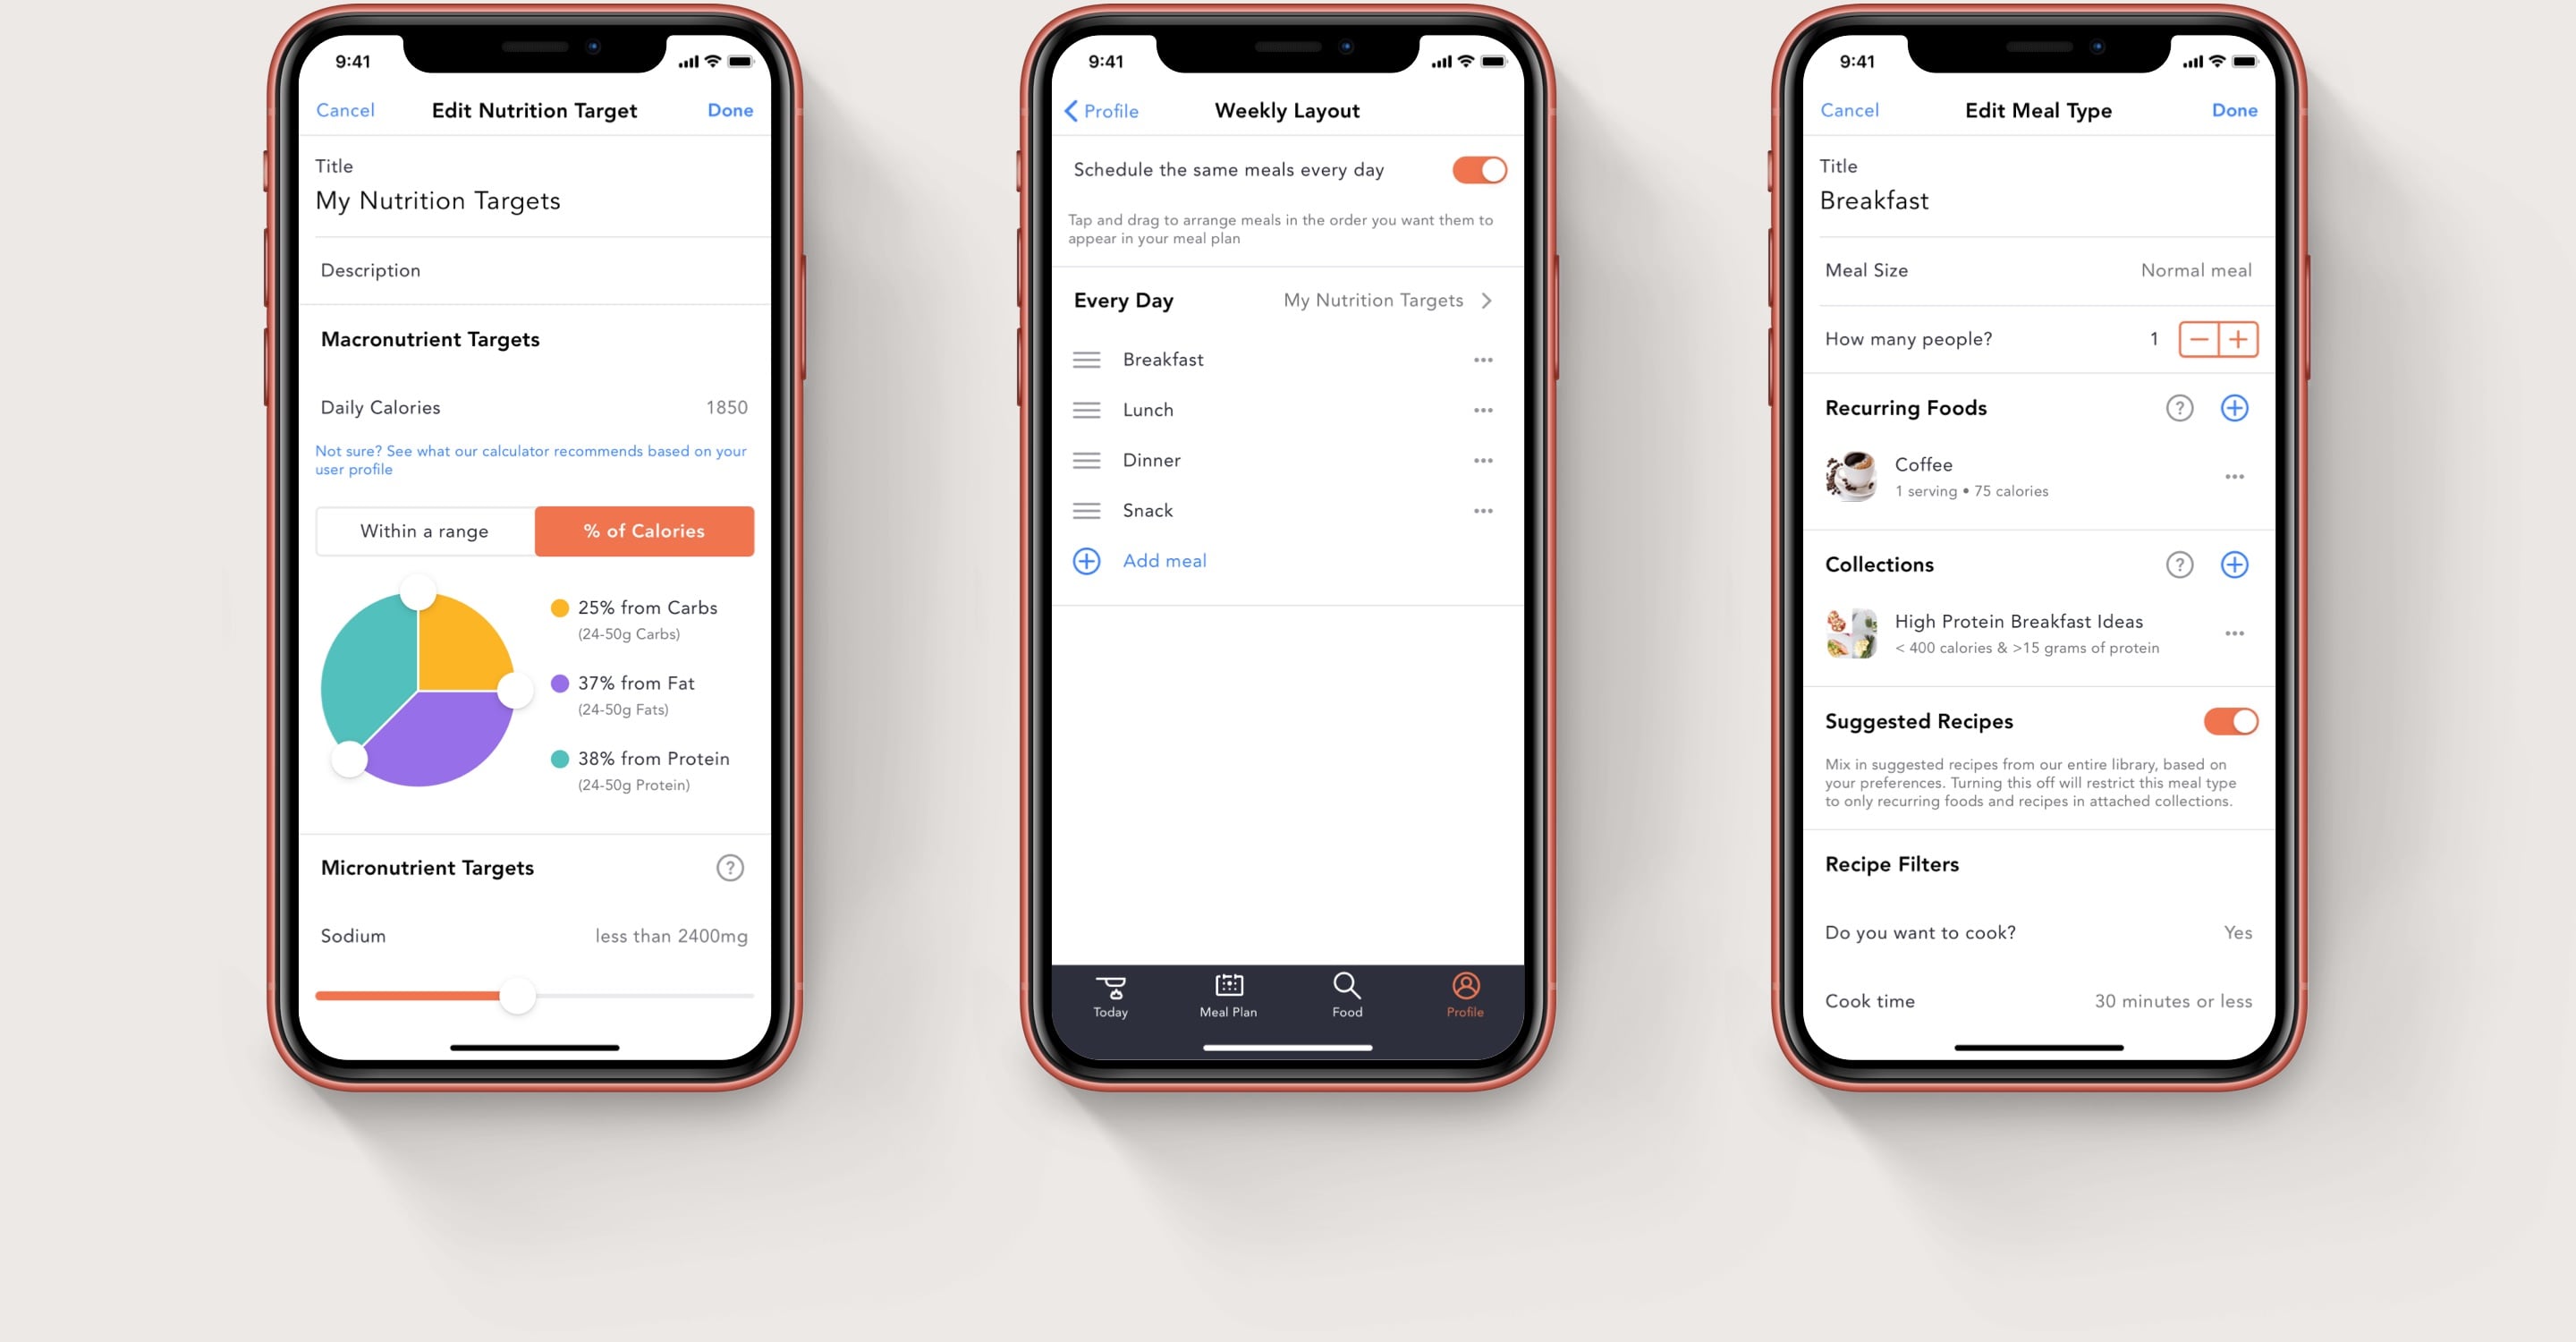 9:41
Cancel
Edit Nutrition Target
Done
Title
My Nutrition Targets
Description
Macronutrient Targets
Daily Calories
1850
Not sure? See what our calculator recommends based on your
user profile
Within a range
% of Calories
25% from Carbs
(24-50g Carbs)
37% from Fat
(24-50g Fats)
38% from Protein
(24-50g Protein)
Micronutrient Targets
?
Sodium
less than 2400mg
9:41
Profile
Weekly Layout
Schedule the same meals every day
Tap and drag to arrange meals in the order you want them to
appear in your meal plan
Every Day
My Nutrition Targets
Breakfast
Lunch
Dinner
Snack
Add meal
Today
Meal Plan
Food
Profile
9:41
Cancel
Edit Meal Type
Done
Title
Breakfast
Meal Size
Normal meal
How many people?
1
Recurring Foods
?
Coffee
1 serving • 75 calories
Collections
?
High Protein Breakfast Ideas
< 400 calories & >15 grams of protein
Suggested Recipes
Mix in suggested recipes from our entire library, based on
your preferences. Turning this off will restrict this meal type
to only recurring foods and recipes in attached collections.
Recipe Filters
Do you want to cook?
Yes
Cook time
30 minutes or less